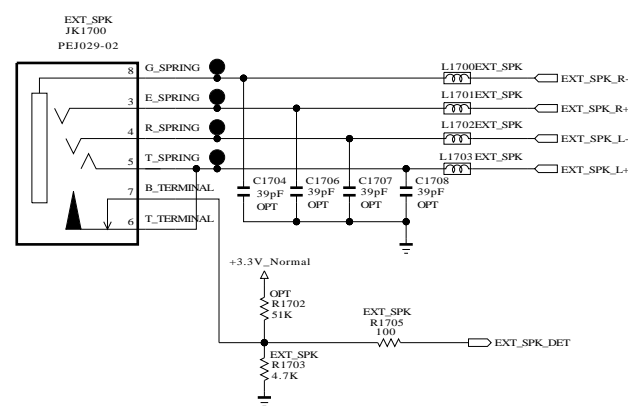 EXT_SPK
JK1700
PEJ029-02
8 G_SPRING
L1700EXT_SPK
EXT_SPK_R-
3 E_SPRING
L1701EXT_SPK
EXT_SPK_R+
4 R_SPRING
L1702EXT_SPK
EXT_SPK_L-
5 T_SPRING
L1703EXT_SPK
EXT_SPK_L+
7 B_TERMINAL
6 T_TERMINAL
C1704
39pF
OPT
C1706
39pF
OPT
C1707
39pF
OPT
C1708
39pF
OPT
+3.3V_Normal
OPT
R1702
51K
EXT_SPK
R1705
100
EXT_SPK_DET
EXT_SPK
R1703
4.7K